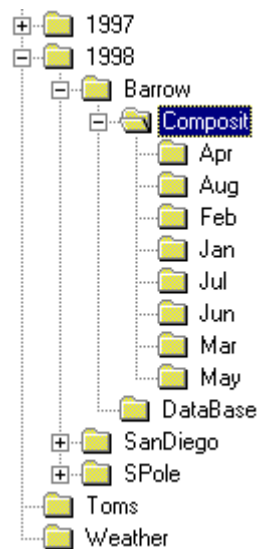 1997
1998
Barrow
Composit
Apr
Aug
Feb
Jan
Jul
Jun
Mar
May
DataBase
SanDiego
SPole
Toms
Weather